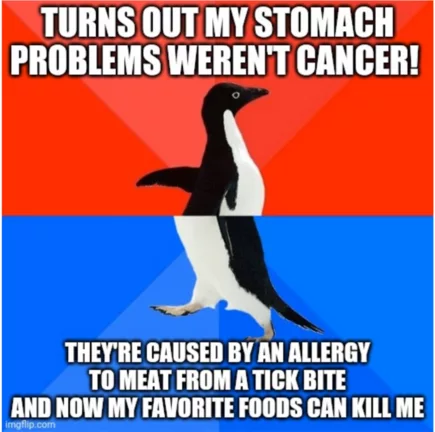 TURNS OUT MY STOMACH
PROBLEMS WEREN'T CANCER!
THEY'RE CAUSED BY AN ALLERGY
TO MEAT FROM A TICK BITE
AND NOW MY FAVORITE FOODS CAN KILL ME
imgflip.com